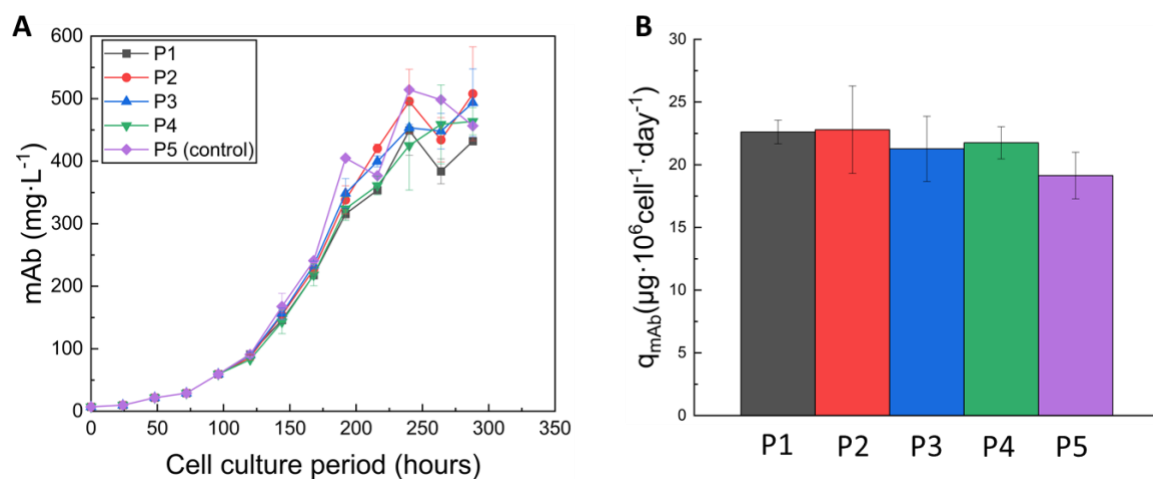 A
mAb (mg·L⁻¹)
600
500
400
300
200
100
0
P1
P2
P3
P4
P5 (control)
0 50 100 150 200 250 300 350
Cell culture period (hours)
B
qmAb(μg·10⁶cell⁻¹·day⁻¹)
30
25
20
15
10
5
0
P1 P2 P3 P4 P5